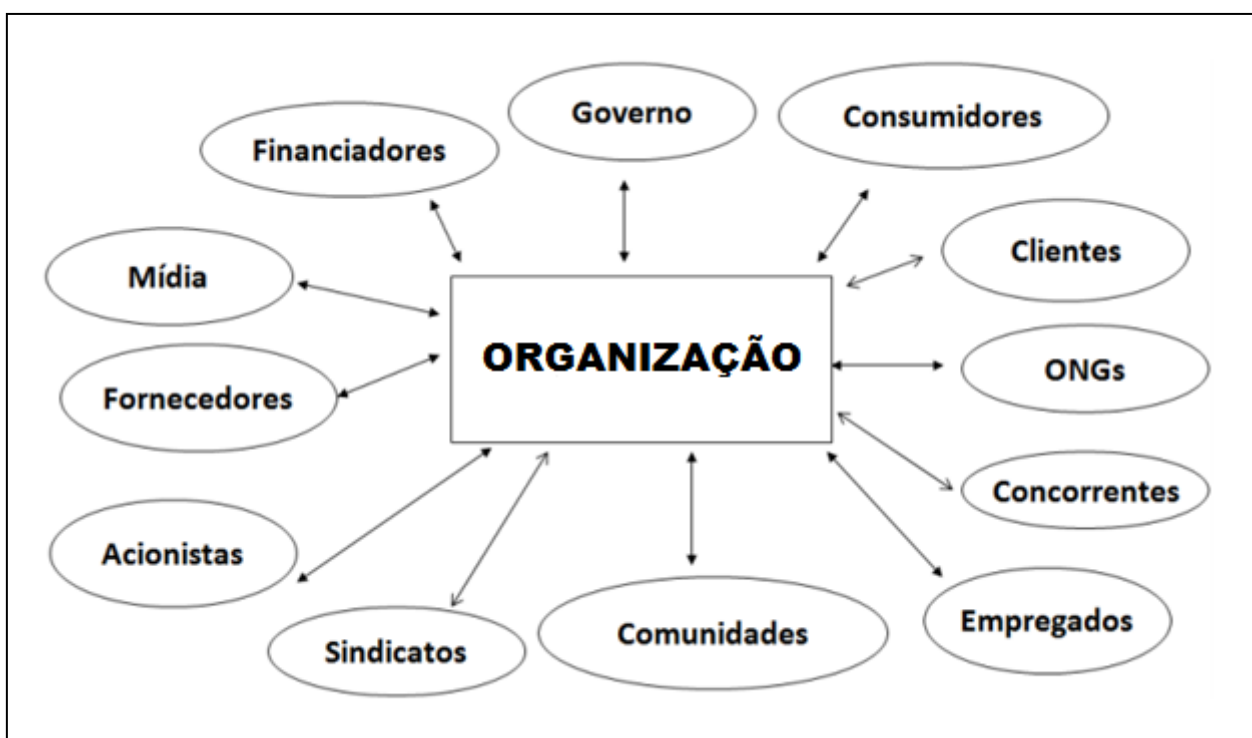 Governo
Consumidores
Financiadores
Clientes
Mídia
ORGANIZAÇÃO
ONGs
Fornecedores
Concorrentes
Acionistas
Empregados
Comunidades
Sindicatos